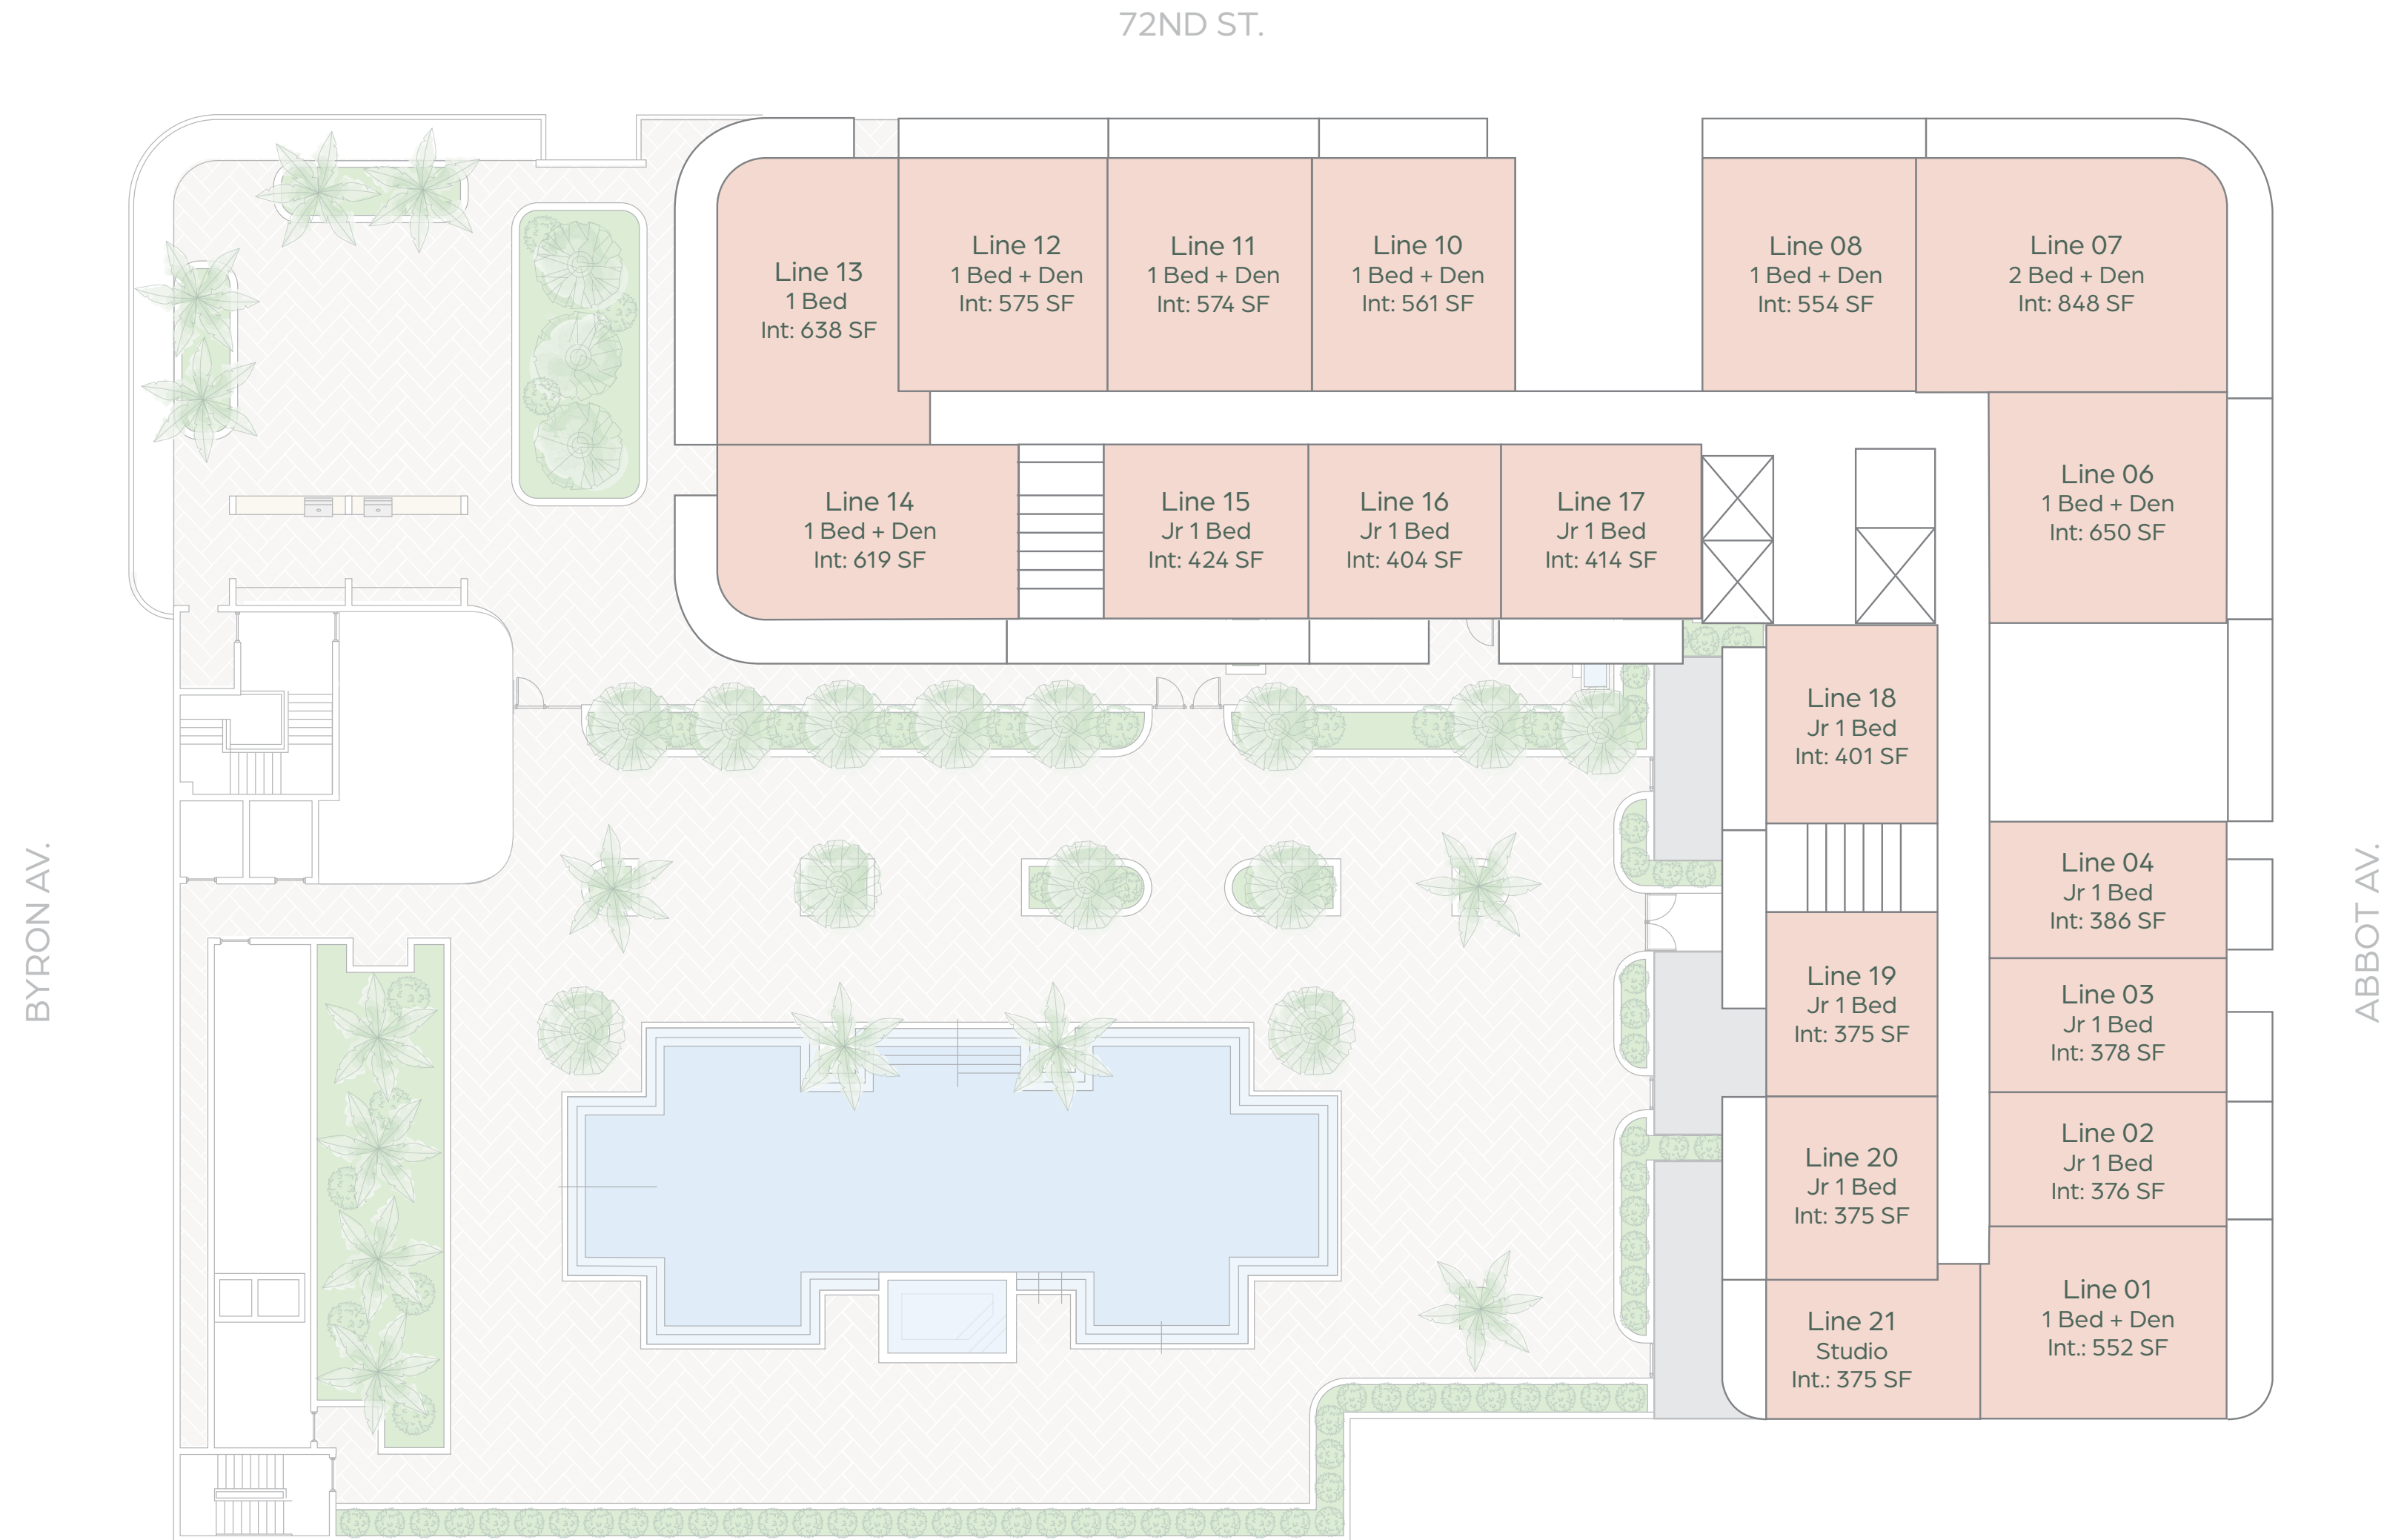 72ND ST.
Line 13
1 Bed
Int: 638 SF
Line 12
1 Bed + Den
Int: 575 SF
Line 11
1 Bed + Den
Int: 574 SF
Line 10
1 Bed + Den
Int: 561 SF
Line 08
1 Bed + Den
Int: 554 SF
Line 07
2 Bed + Den
Int: 848 SF
Line 14
1 Bed + Den
Int: 619 SF
Line 15
Jr 1 Bed
Int: 424 SF
Line 16
Jr 1 Bed
Int: 404 SF
Line 17
Jr 1 Bed
Int: 414 SF
Line 06
1 Bed + Den
Int: 650 SF
Line 18
Jr 1 Bed
Int: 401 SF
Line 04
Jr 1 Bed
Int: 386 SF
BYRON AV.
ABBOT AV.
Line 19
Jr 1 Bed
Int: 375 SF
Line 03
Jr 1 Bed
Int: 378 SF
Line 20
Jr 1 Bed
Int: 375 SF
Line 02
Jr 1 Bed
Int: 376 SF
Line 21
Studio
Int.: 375 SF
Line 01
1 Bed + Den
Int.: 552 SF